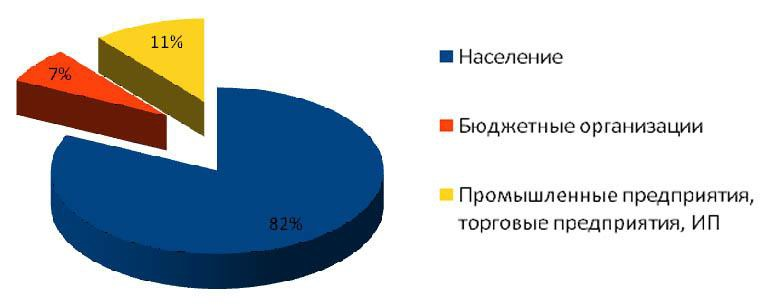 11%
7%
82%
Население
Бюджетные организации
Промышленные предприятия,
торговые предприятия, ИП